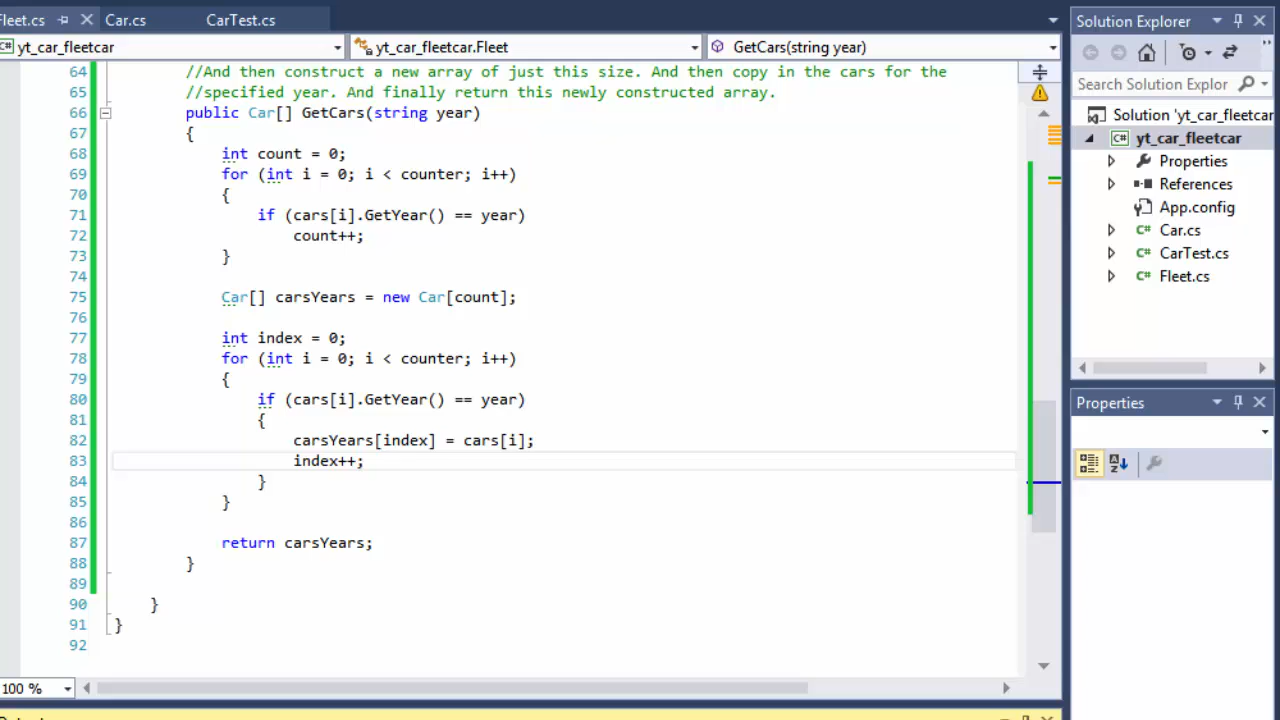 Fleet.cs
Car.cs
CarTest.cs
yt_car_fleetcar
yt_car_fleetcar.Fleet
GetCars(string year)
64 //And then construct a new array of just this size. And then copy in the cars for the
65 //specified year. And finally return this newly constructed array.
66 public Car[] GetCars(string year)
67 {
68 int count = 0;
69 for (int i = 0; i < counter; i++)
70 {
71 if (cars[i].GetYear() == year)
72 count++;
73 }
74
75 Car[] carsYears = new Car[count];
76
77 int index = 0;
78 for (int i = 0; i < counter; i++)
79 {
80 if (cars[i].GetYear() == year)
81 {
82 carsYears[index] = cars[i];
83 index++;
84 }
85 }
86
87 return carsYears;
88 }
89
90 }
91 }
92
100 %
Solution Explorer
Search Solution Explor
Solution 'yt_car_fleetcar
C# yt_car_fleetcar
Properties
References
App.config
C# Car.cs
C# CarTest.cs
C# Fleet.cs
Properties